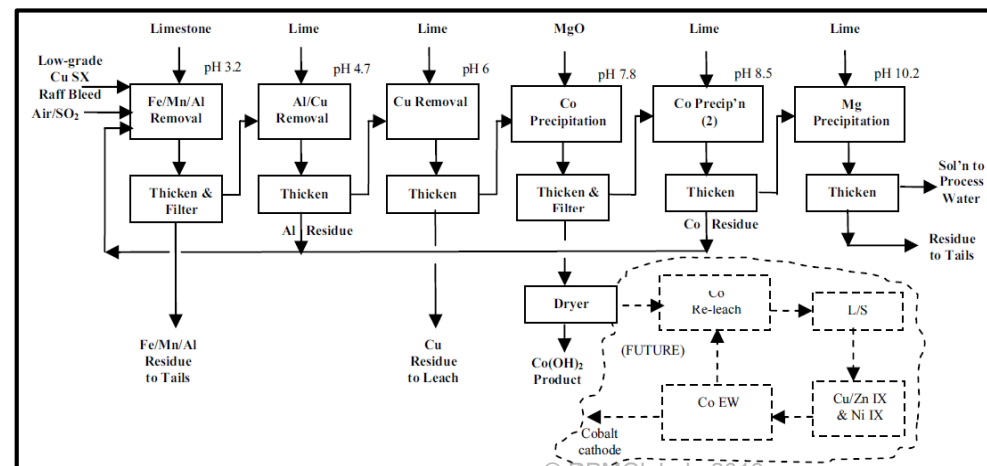 Limestone
Lime
Lime
MgO
Lime
Lime
Low-grade
Cu SX
Raff Bleed
Air/SO₂
pH 3.2
pH 4.7
pH 6
pH 7.8
pH 8.5
pH 10.2
Fe/Mn/Al
Removal
Al/Cu
Removal
Cu Removal
Co
Precipitation
Co Precip'n
(2)
Mg
Precipitation
Thicken &
Filter
Thicken
Thicken
Thicken &
Filter
Thicken
Thicken
Sol'n to
Process
Water
Al Residue
Co Residue
Residue
to Tails
Dryer
Co
Re-leach
L/S
(FUTURE)
Fe/Mn/Al
Residue
to Tails
Cu
Residue
to Leach
Co(OH)₂
Product
Co EW
Cu/Zn IX
& Ni IX
Cobalt
cathode